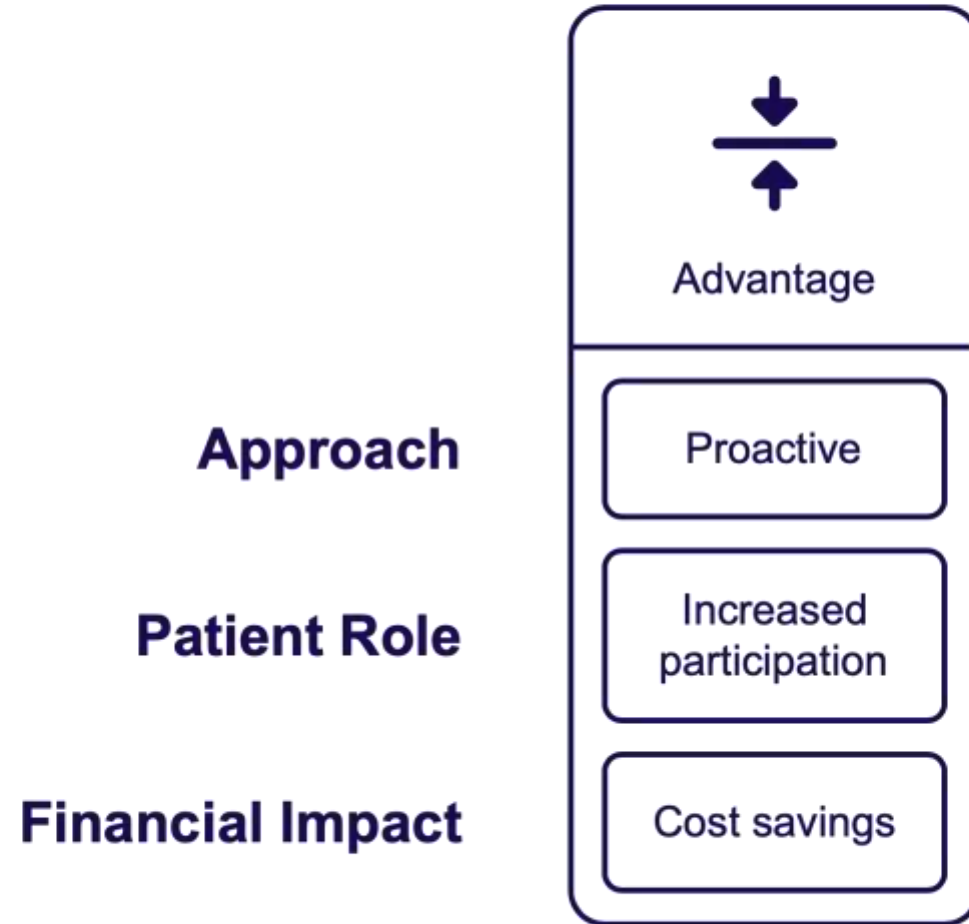 Advantage
Approach
Proactive
Patient Role
Increased
participation
Financial Impact
Cost savings